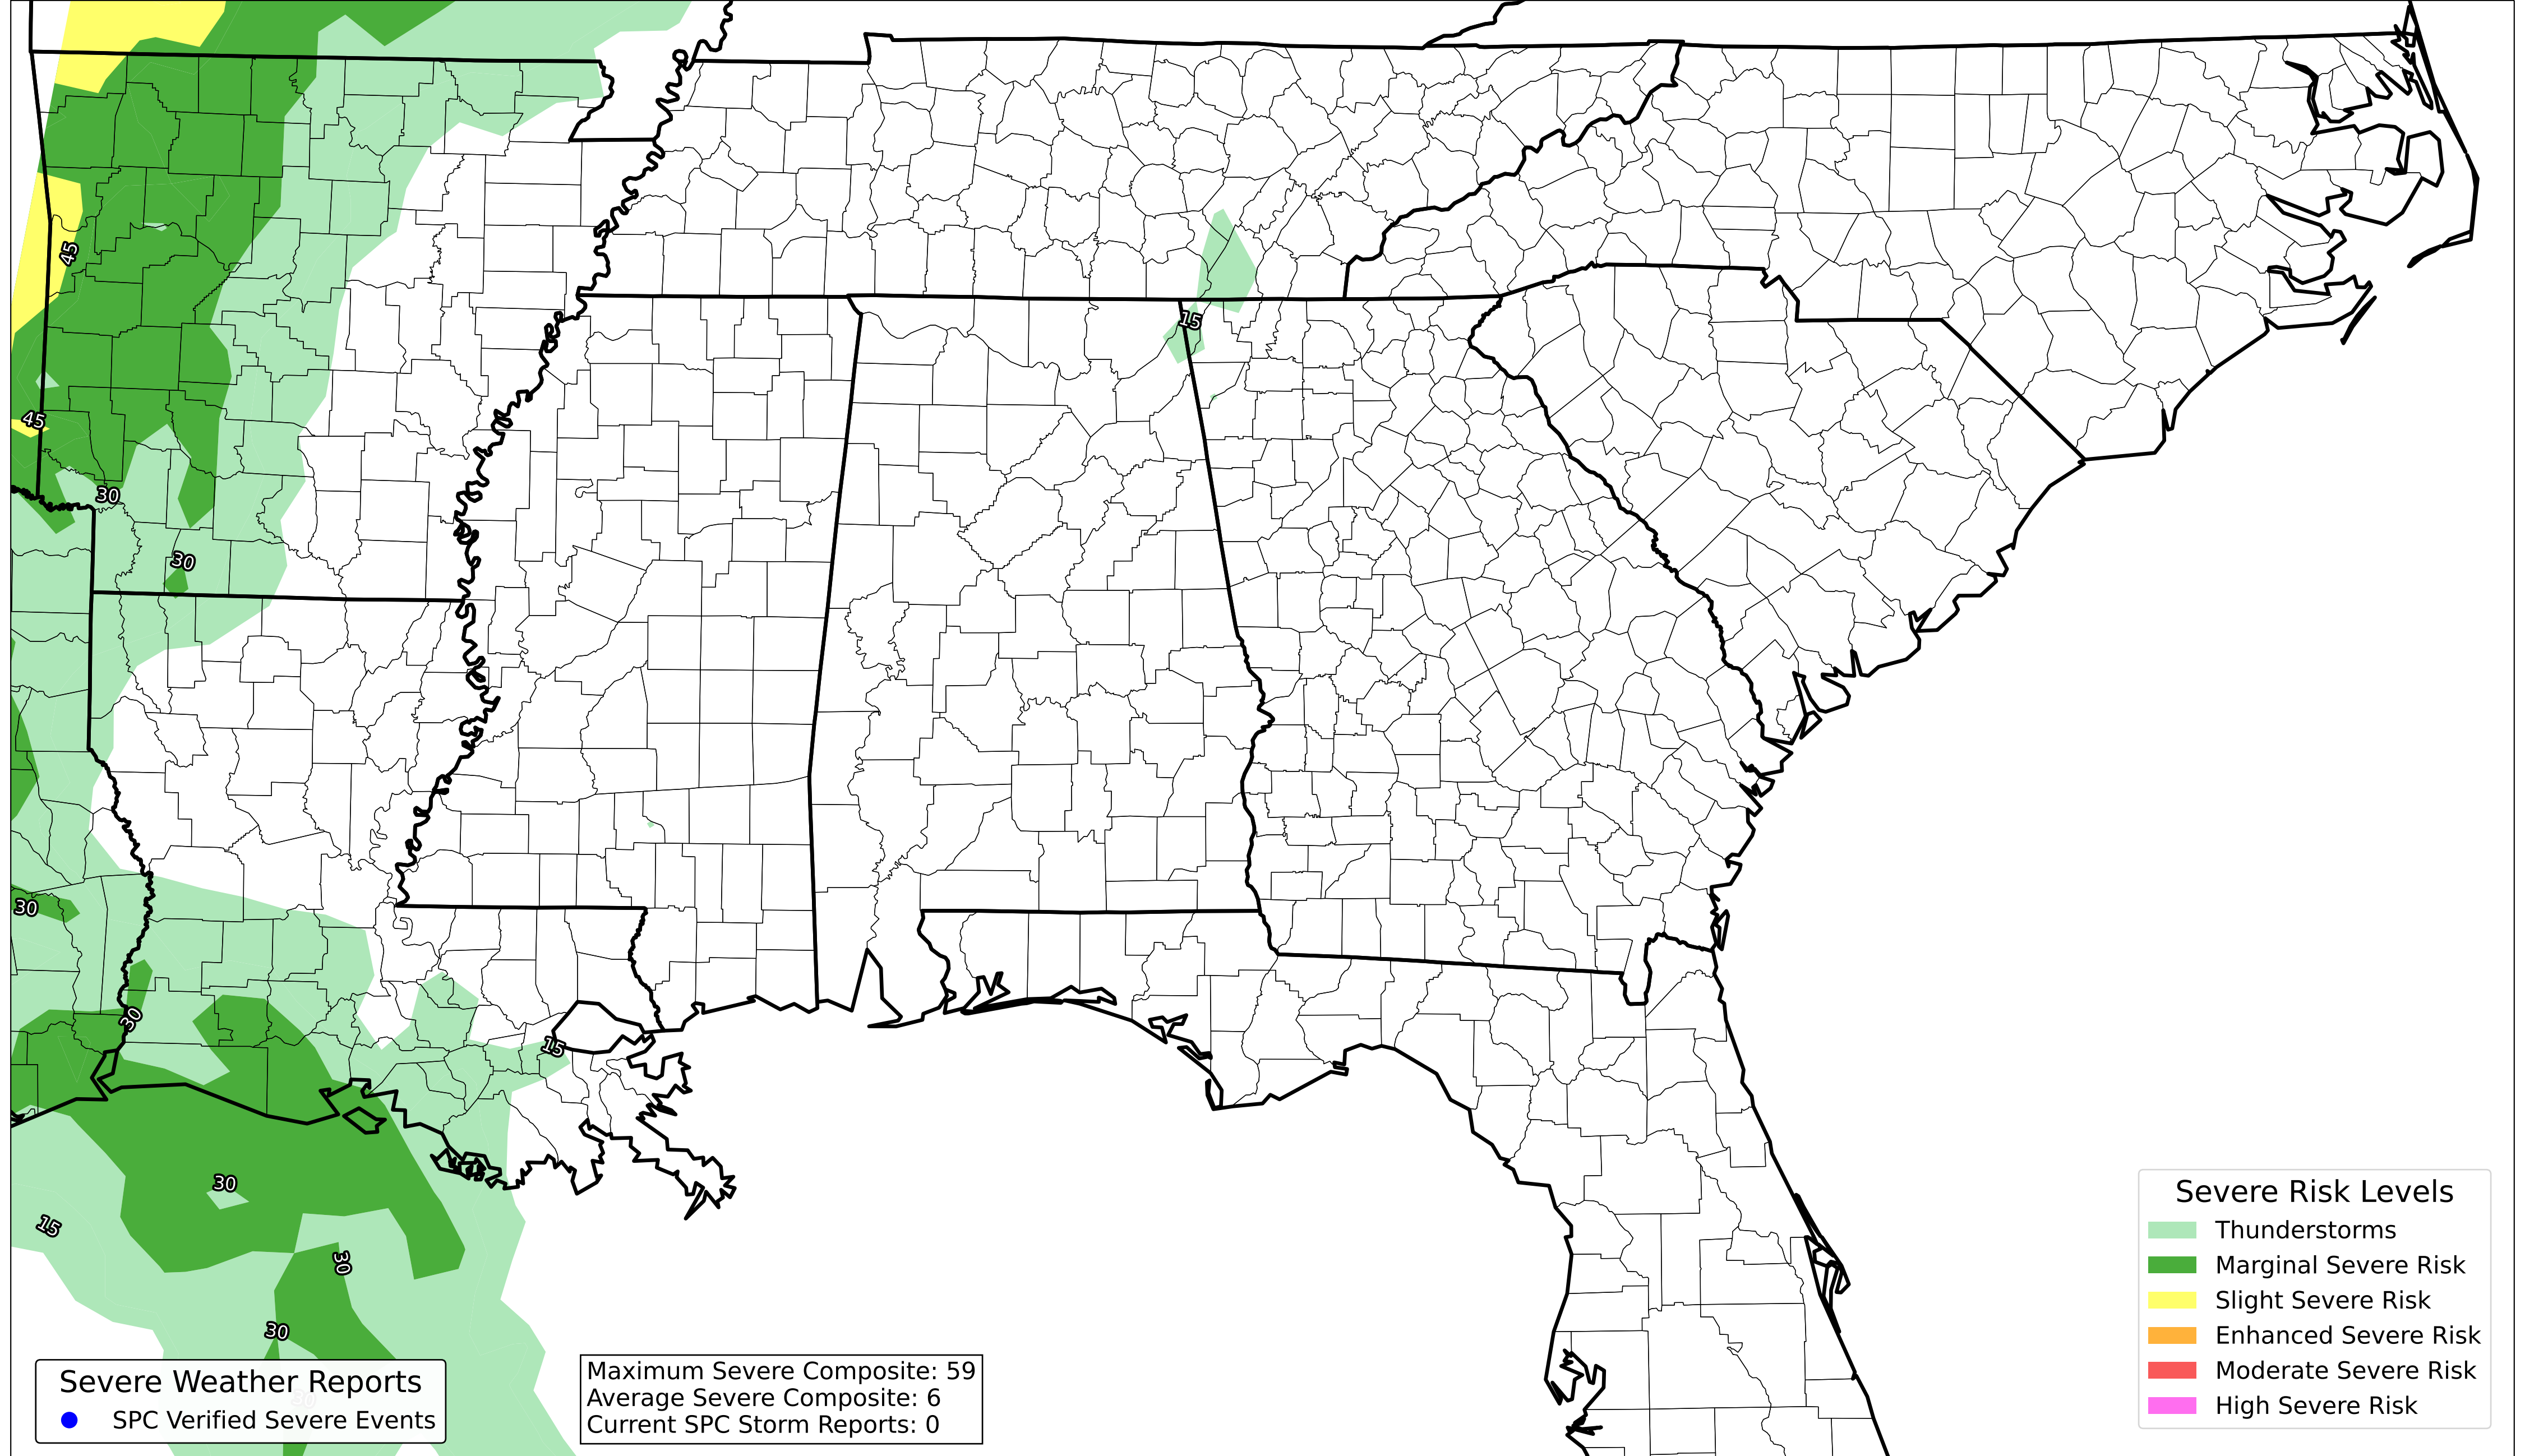 45
15
45
30
30
30
30
15
30
15
30
30
30
Severe Weather Reports
SPC Verified Severe Events
Maximum Severe Composite: 59
Average Severe Composite: 6
Current SPC Storm Reports: 0
Severe Risk Levels
Thunderstorms
Marginal Severe Risk
Slight Severe Risk
Enhanced Severe Risk
Moderate Severe Risk
High Severe Risk